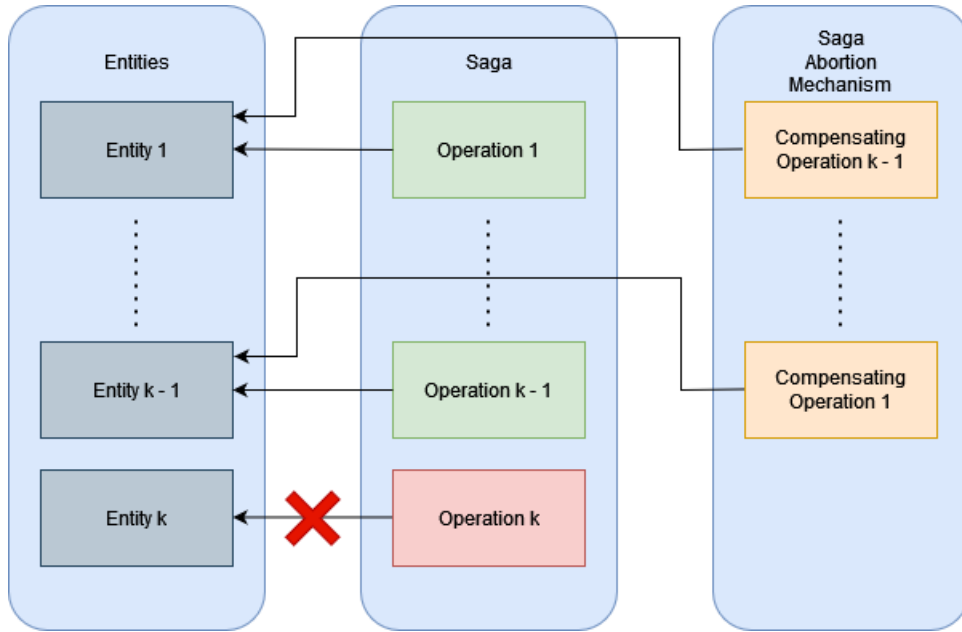 Entities
Saga
Saga
Abortion
Mechanism
Entity 1
Operation 1
Compensating
Operation k - 1
Entity k - 1
Operation k - 1
Compensating
Operation 1
Entity k
Operation k